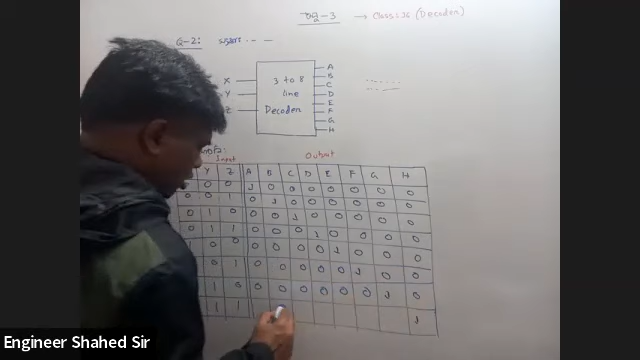 → Class:36 (Decoder)
Q-2:
X
Y
Z
3 to 8
line
Decoder
A
B
C
D
E
F
G
H
Input
Output
Y Z A B C D E F G H
0 0 1 0 0 0 0 0 0 0
0 1 0 1 0 0 0 0 0 0
1 0 0 0 1 0 0 0 0 0
1 1 0 0 0 1 0 0 0 0
0 0 0 0 0 0 1 0 0 0
0 1 0 0 0 0 0 1 0 0
1 0 0 0 0 0 0 0 1 0
1 1 1
Engineer Shahed Sir